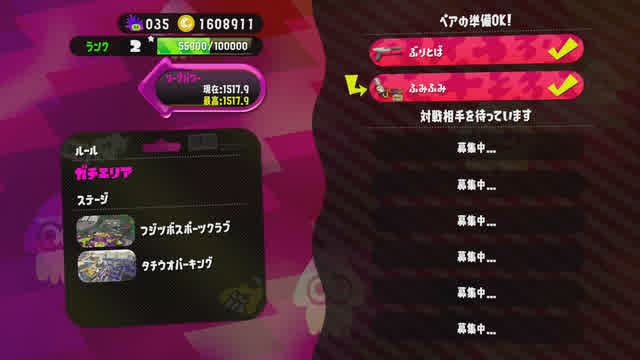 035 1608911
ランク 2 55000/100000
リーグパワー
現在:1517.9
最高:1517.9
ルール
ガチエリア
ステージ
フジツボスポーツクラブ
タチウオパーキング
ペアの準備OK!
ぷりとば
ふみふみ
対戦相手を待っています
募集中...
募集中...
募集中...
募集中...
募集中...
募集中...